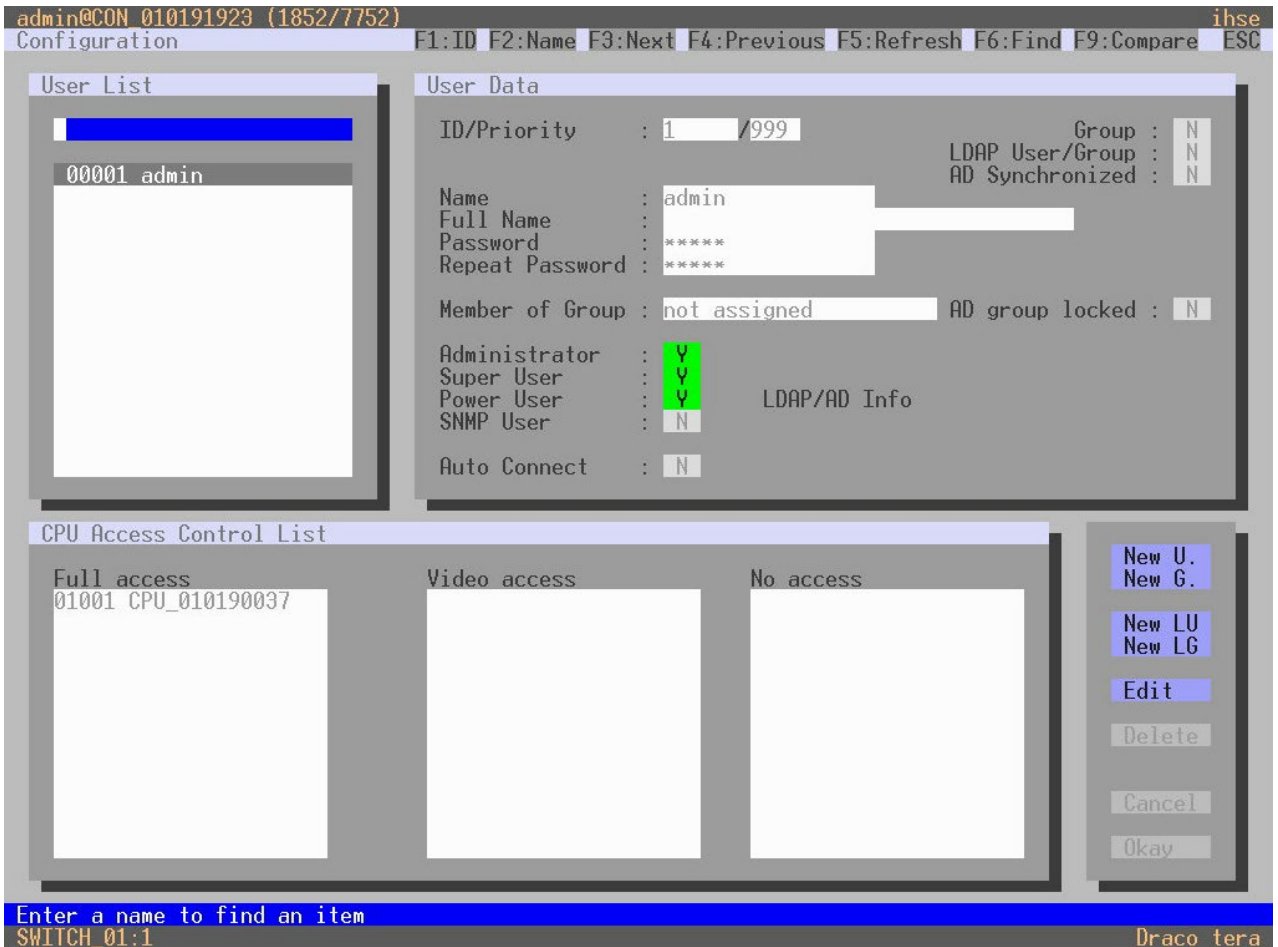 admin@CON_010191923 (1852/7752) ihse
Configuration F1:ID F2:Name F3:Next F4:Previous F5:Refresh F6:Find F9:Compare ESC
User List
00001 admin
User Data
ID/Priority : 1 /999 Group : N
LDAP User/Group : N
AD Synchronized : N
Name : admin
Full Name :
Password : *****
Repeat Password : *****
Member of Group : not assigned AD group locked : N
Administrator : Y
Super User : Y
Power User : Y LDAP/AD Info
SNMP User : N
Auto Connect : N
CPU Access Control List
Full access Video access No access
01001 CPU_010190037
New U.
New G.
New LU
New LG
Edit
Delete
Cancel
Okay
Enter a name to find an item
SWITCH_01:1 Draco tera